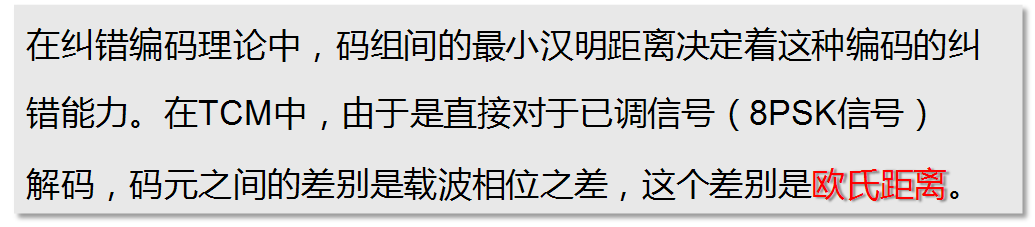 在纠错编码理论中，码组间的最小汉明距离决定着这种编码的纠
错能力。在TCM中，由于是直接对于已调信号（8PSK信号）
解码，码元之间的差别是载波相位之差，这个差别是欧氏距离。